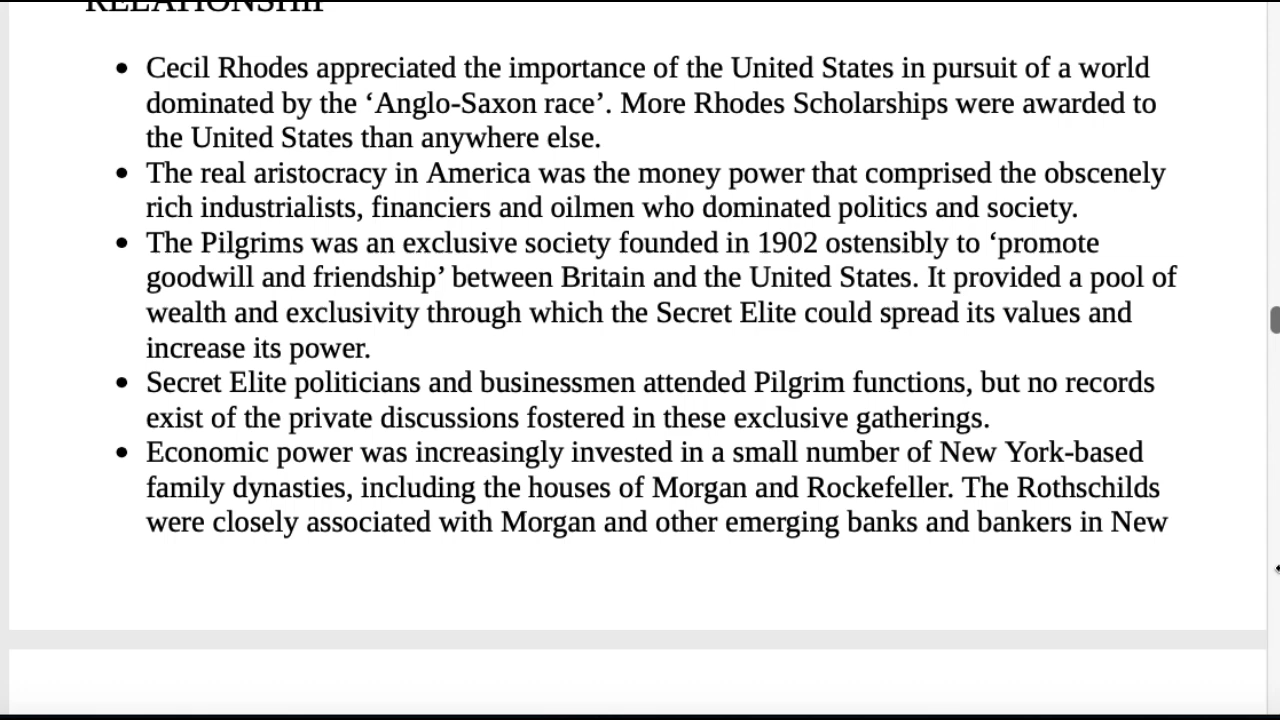 RELATIONSHIP
• Cecil Rhodes appreciated the importance of the United States in pursuit of a world
dominated by the ‘Anglo-Saxon race’. More Rhodes Scholarships were awarded to
the United States than anywhere else.
• The real aristocracy in America was the money power that comprised the obscenely
rich industrialists, financiers and oilmen who dominated politics and society.
• The Pilgrims was an exclusive society founded in 1902 ostensibly to ‘promote
goodwill and friendship’ between Britain and the United States. It provided a pool of
wealth and exclusivity through which the Secret Elite could spread its values and
increase its power.
• Secret Elite politicians and businessmen attended Pilgrim functions, but no records
exist of the private discussions fostered in these exclusive gatherings.
• Economic power was increasingly invested in a small number of New York-based
family dynasties, including the houses of Morgan and Rockefeller. The Rothschilds
were closely associated with Morgan and other emerging banks and bankers in New